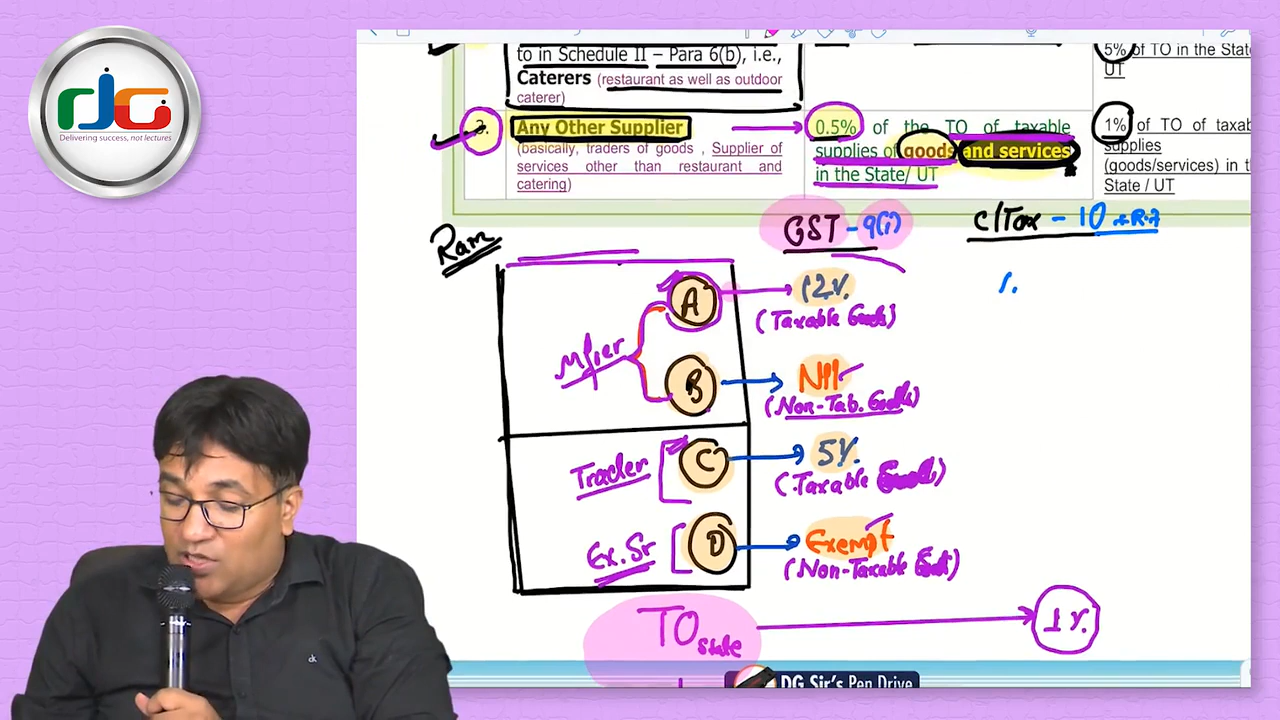 Delivering success, not lectures
to in Schedule II – Para 6(b), i.e.,
Caterers (restaurant as well as outdoor
caterer)
5% of TO in the State
UT
3. Any Other Supplier
(basically, traders of goods , Supplier of
services other than restaurant and
catering)
0.5% of the TO of taxable
supplies of goods and services
in the State/ UT
1% of TO of taxab
supplies
(goods/services) in t
State / UT
Ram
GST - 9(1)
C/Tax - 10
A
12%.
(Taxable Goods)
Mfier
B
Nil
(Non-Tab. Goods)
Trader
C
5%.
(Taxable
Ex. Sr
D
Exempt
(Non-Taxable
TO state
1%.
DG Sir's Pen Drive